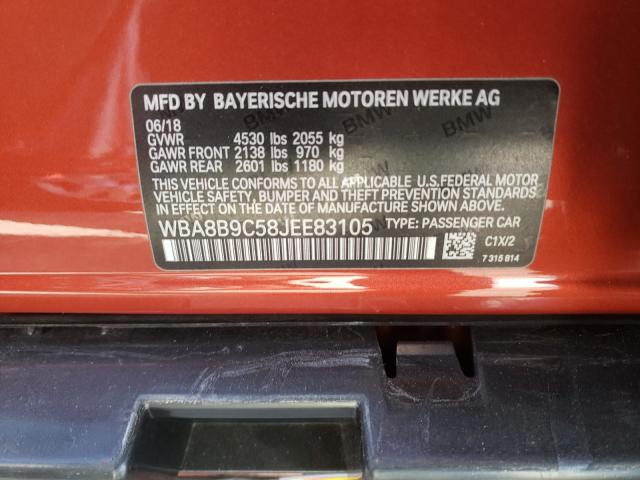 MFD BY BAYERISCHE MOTOREN WERKE AG
06/18
GVWR 4530 lbs 2055 kg
GAWR FRONT 2138 lbs 970 kg
GAWR REAR 2601 lbs 1180 kg
THIS VEHICLE CONFORMS TO ALL APPLICABLE U.S.FEDERAL MOTOR
VEHICLE SAFETY, BUMPER AND THEFT PREVENTION STANDARDS
IN EFFECT ON THE DATE OF MANUFACTURE SHOWN ABOVE.
WBA8B9C58JEE83105 TYPE: PASSENGER CAR
C1X/2
7 315 814